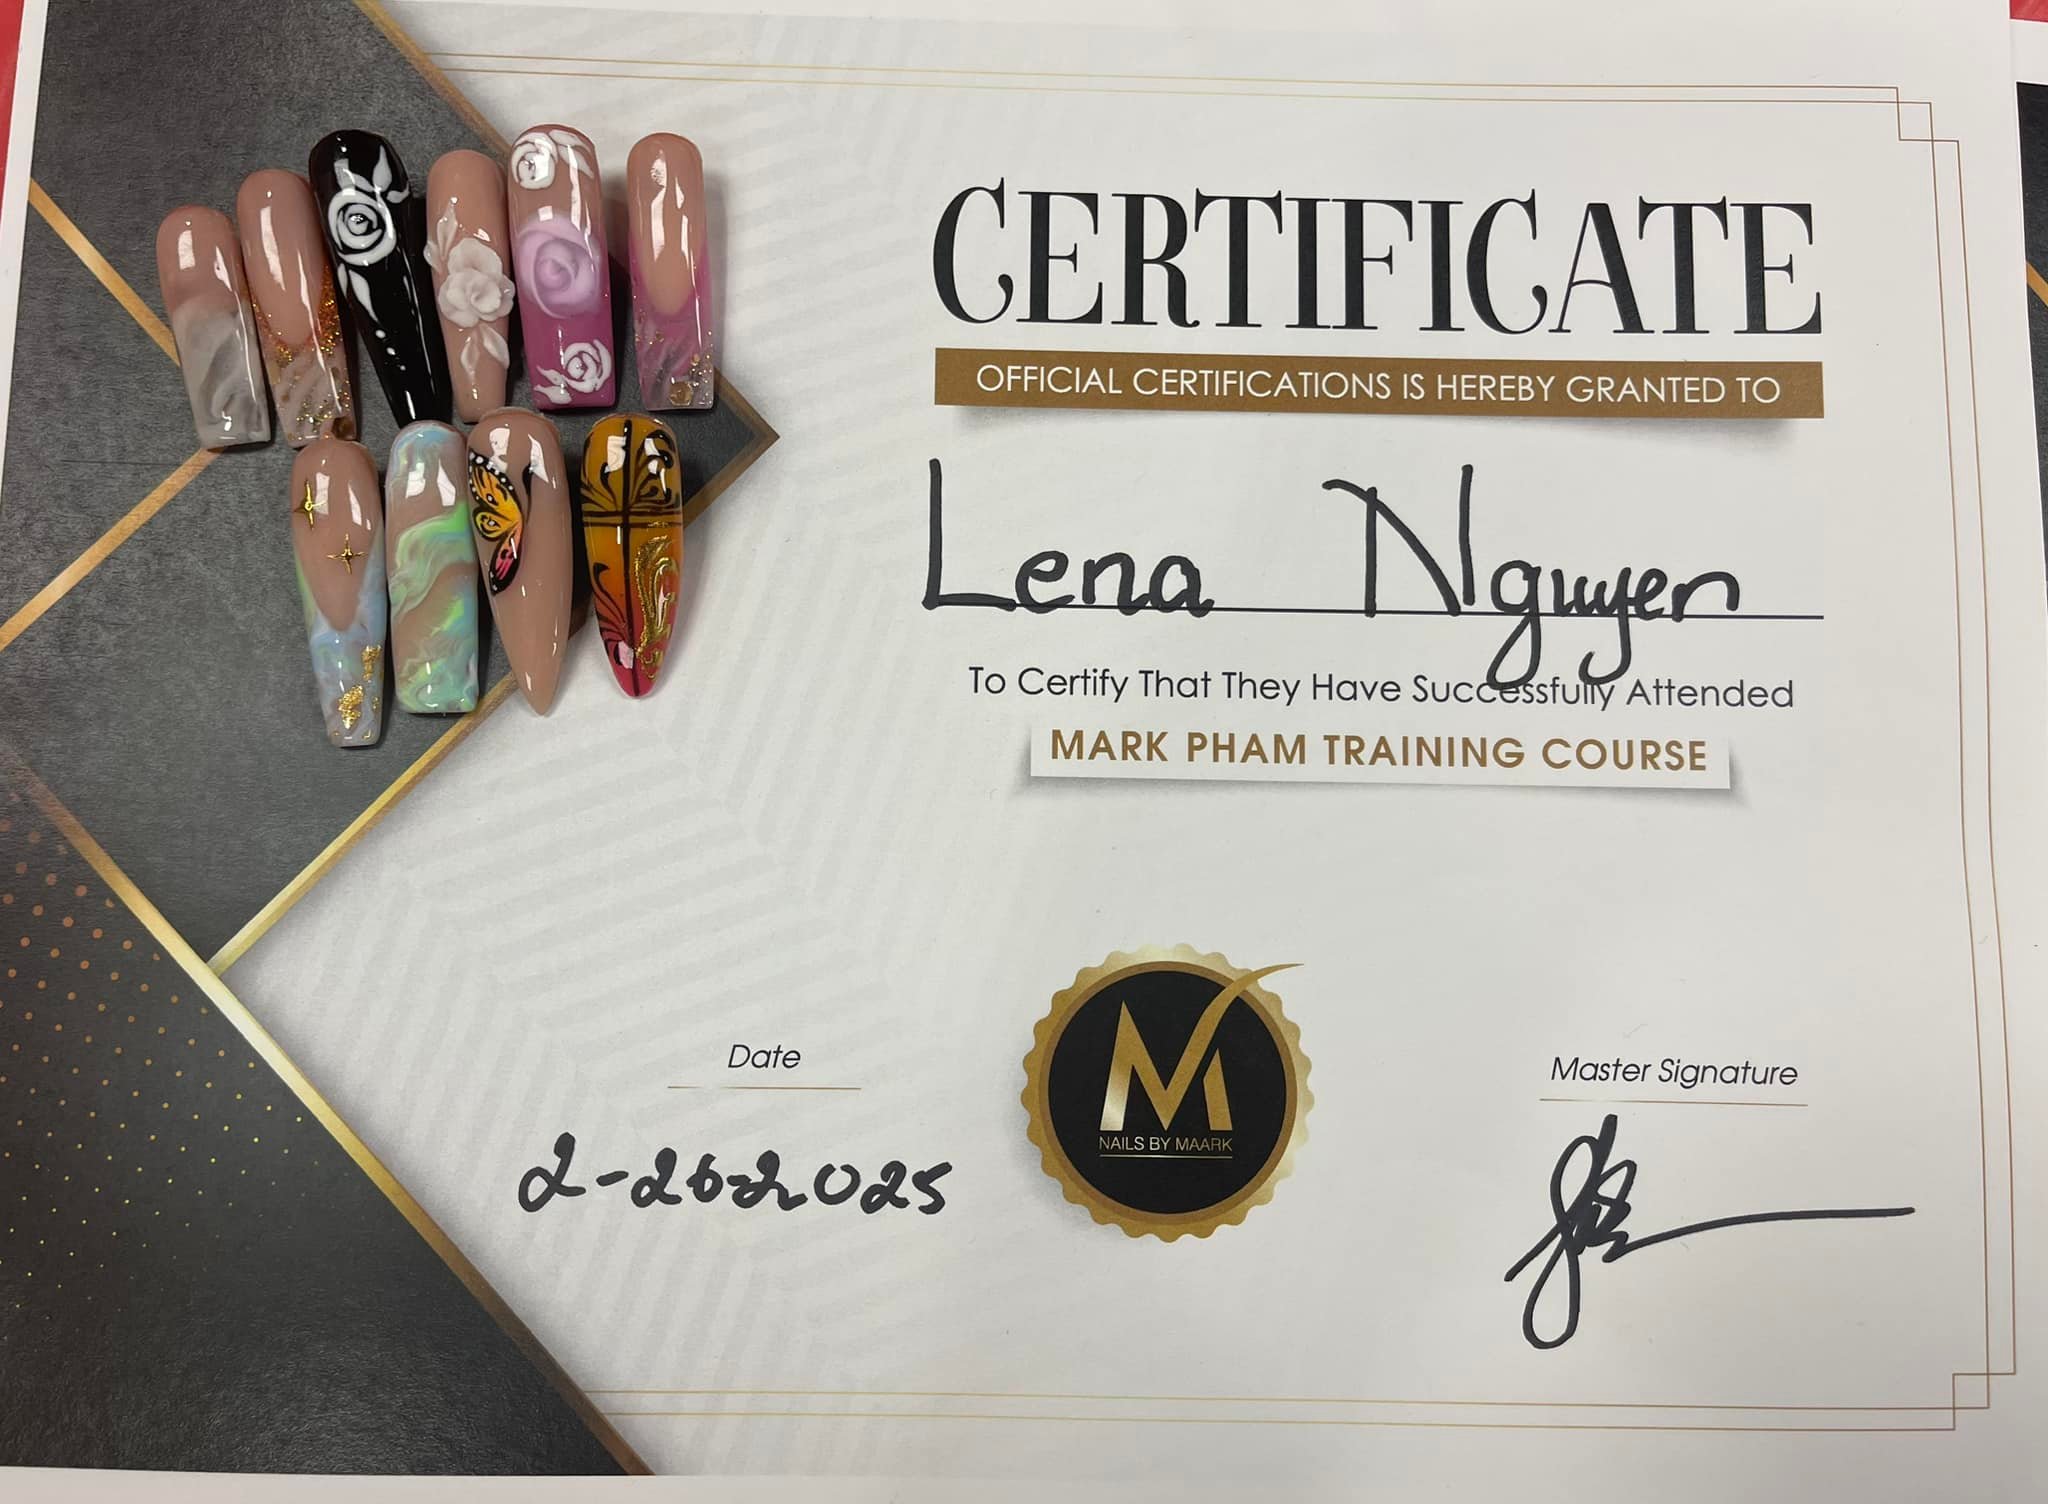 CERTIFICATE
OFFICIAL CERTIFICATIONS IS HEREBY GRANTED TO
Lena Nguyen
To Certify That They Have Successfully Attended
MARK PHAM TRAINING COURSE
Date
2-26-2025
M
NAILS BY MAARK
Master Signature